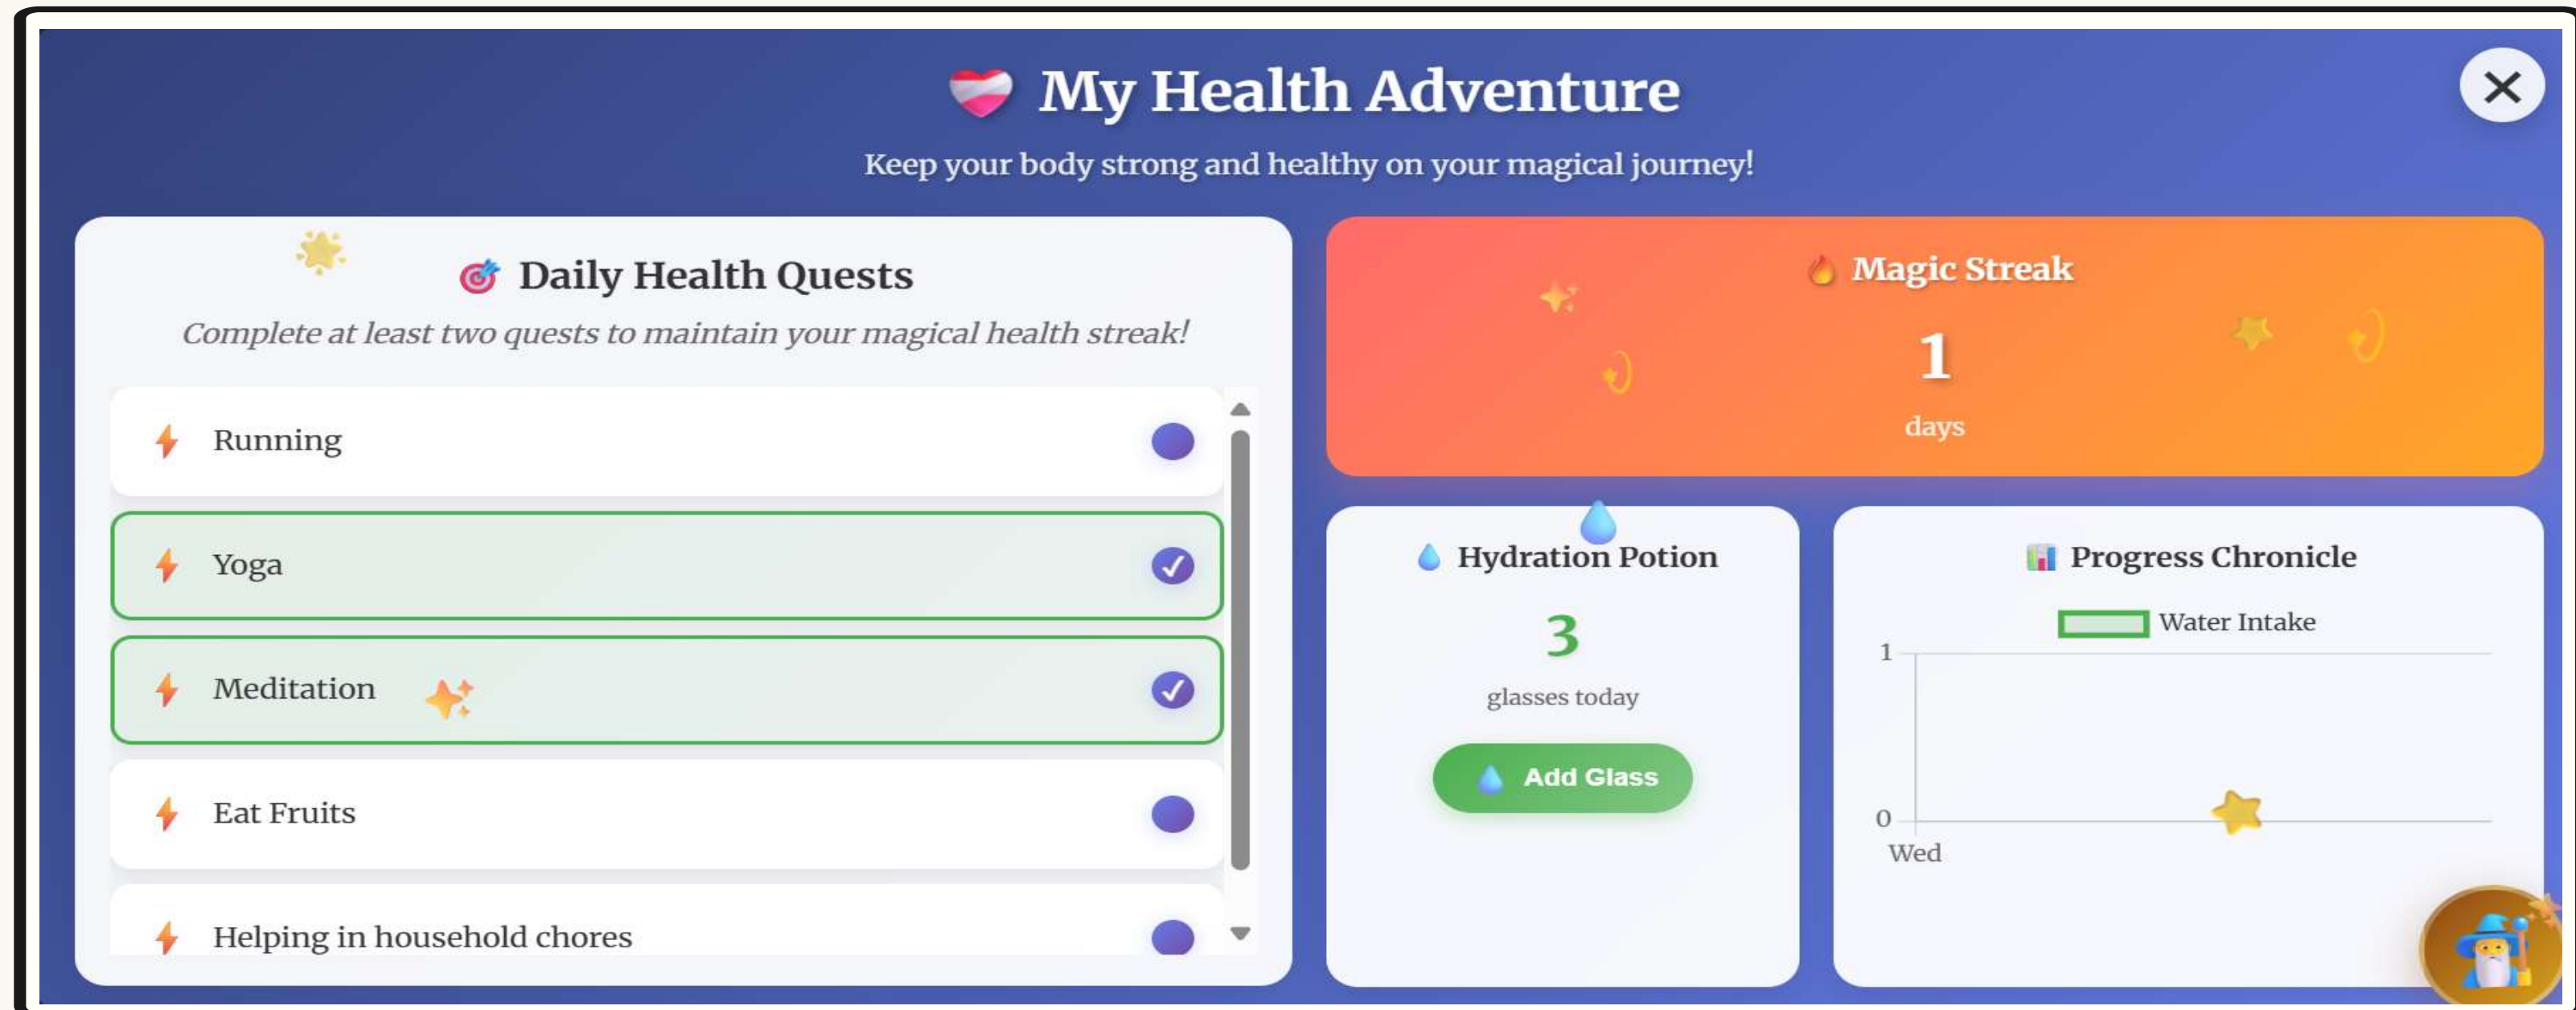 My Health Adventure
Keep your body strong and healthy on your magical journey!
Daily Health Quests
Complete at least two quests to maintain your magical health streak!
Running
Yoga
Meditation
Eat Fruits
Helping in household chores
Magic Streak
1
days
Hydration Potion
3
glasses today
Add Glass
Progress Chronicle
Water Intake
1
0
Wed